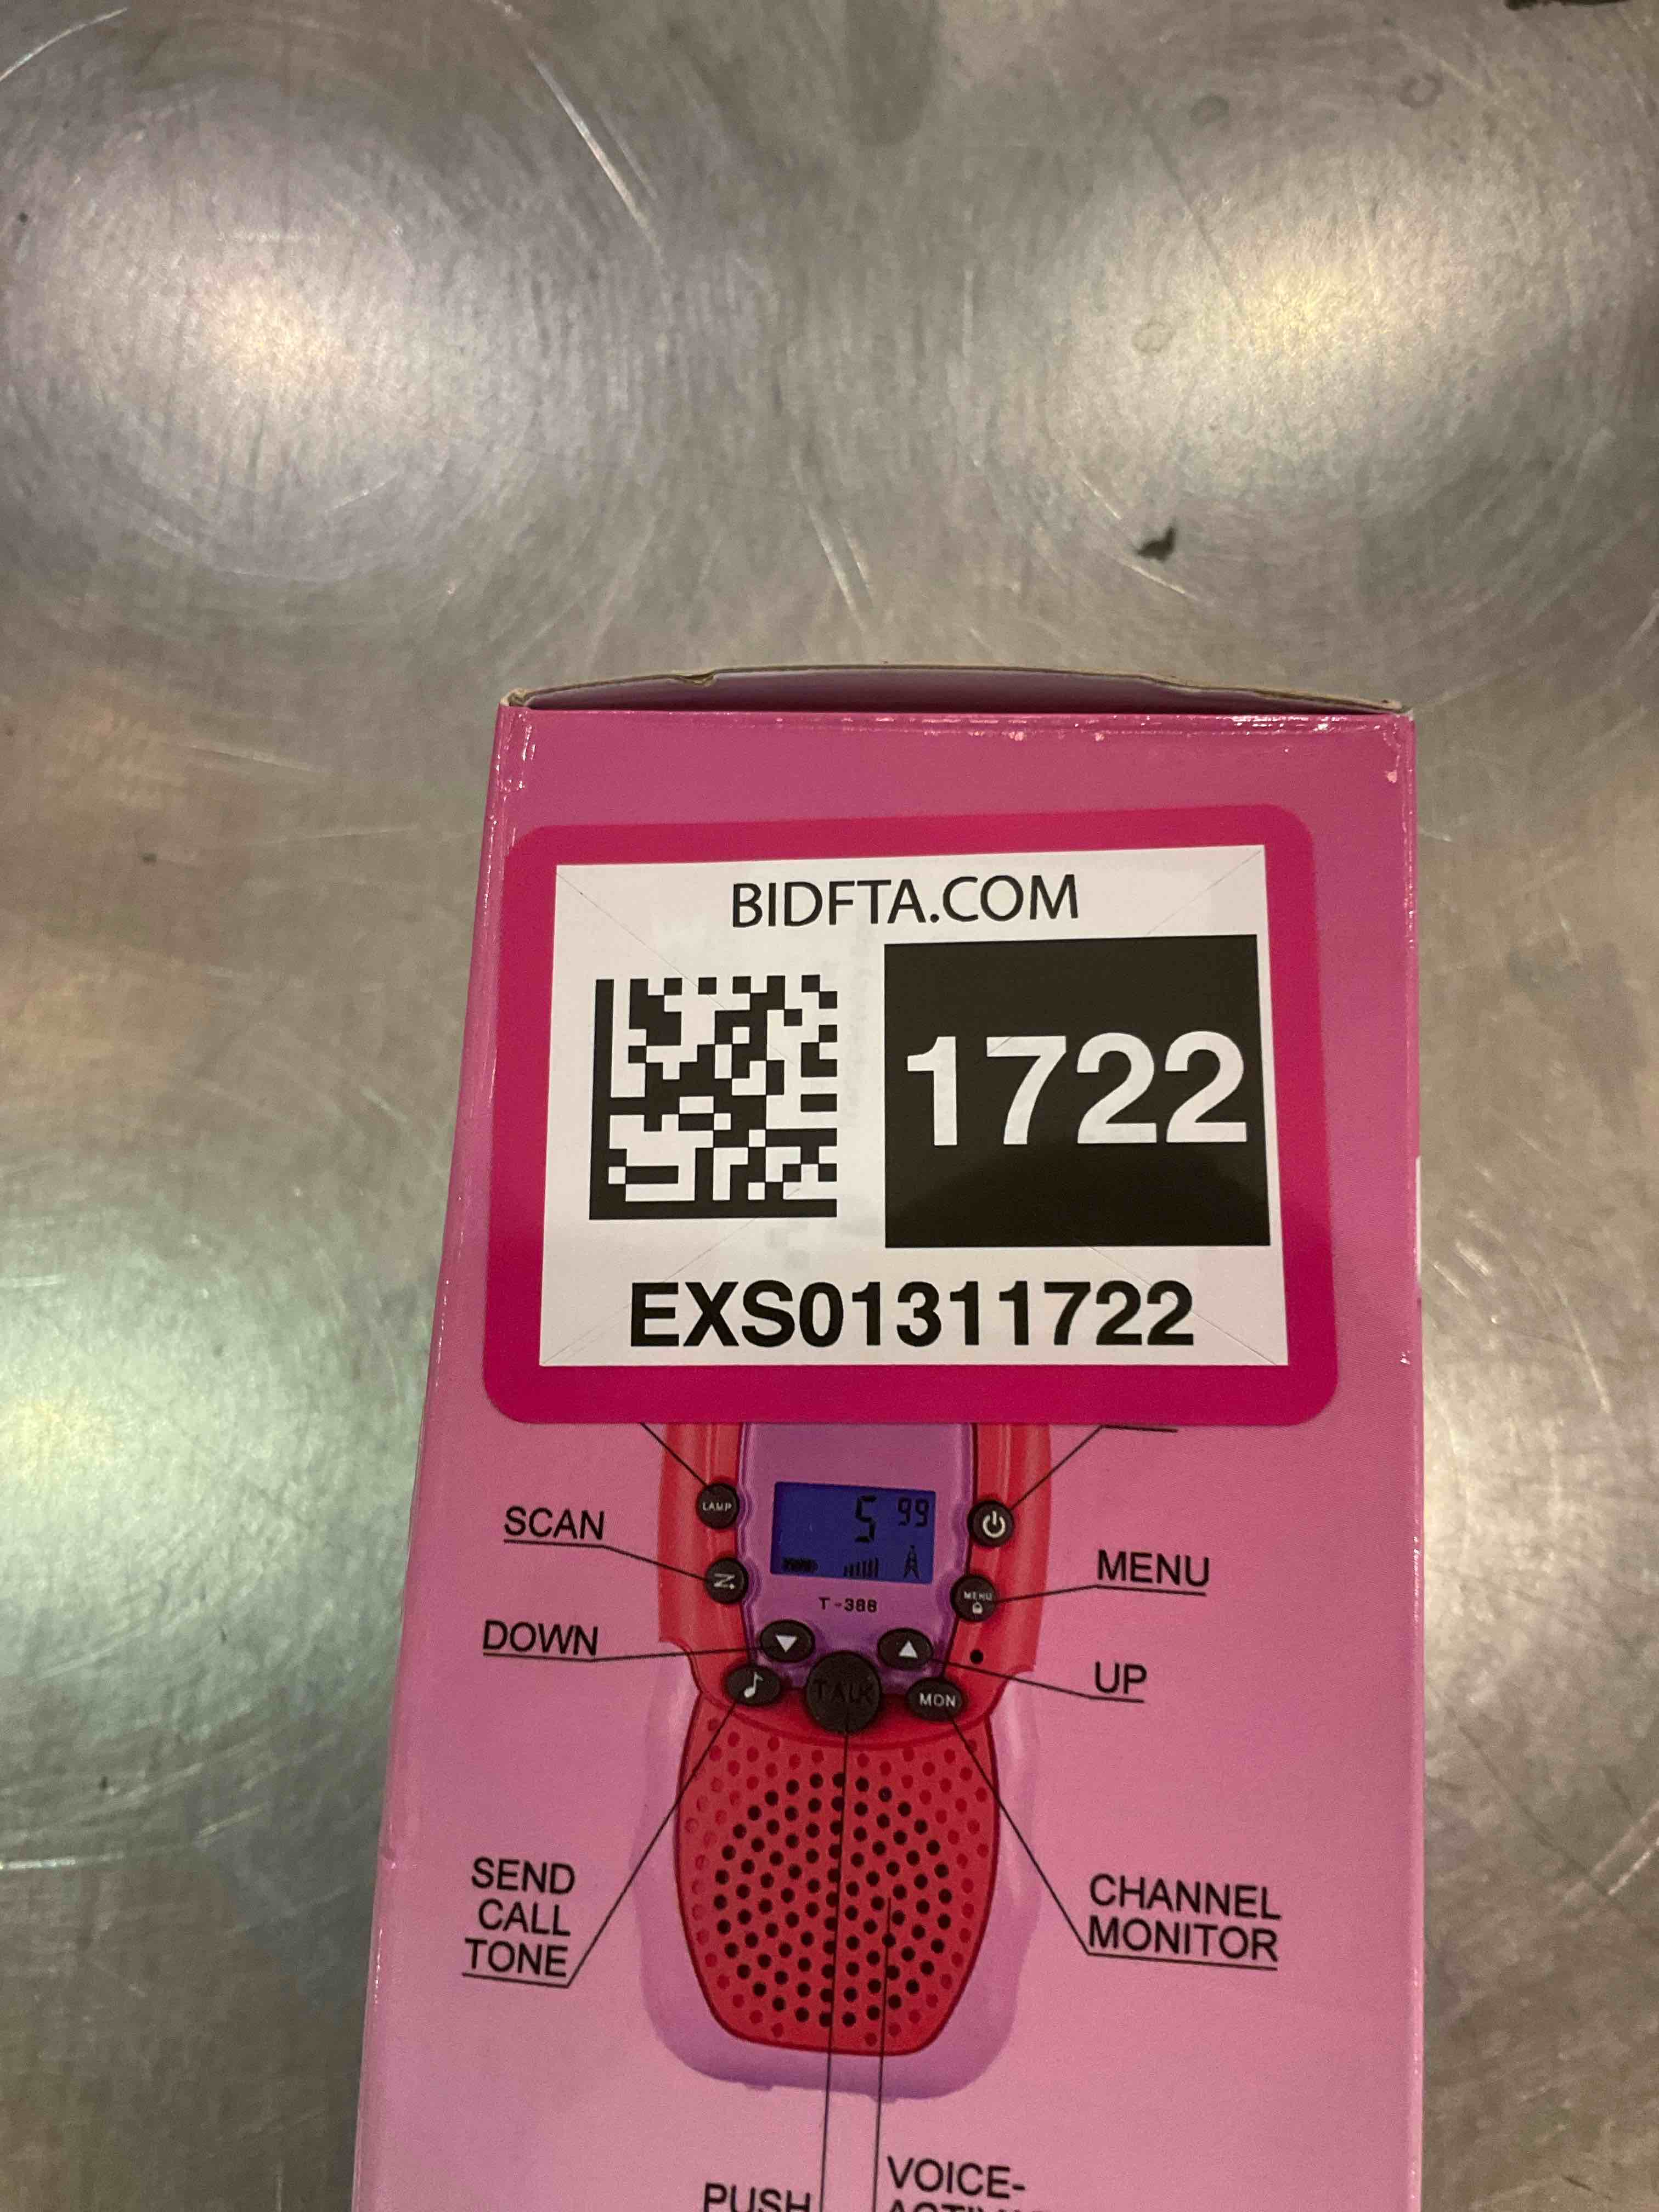 BIDFTA.COM
1722
EXS01311722
LAMP
5 99
SCAN
MENU
MENU
T-388
DOWN
UP
TALK
MON
SEND
CALL
TONE
CHANNEL
MONITOR
VOICE-
PUSH